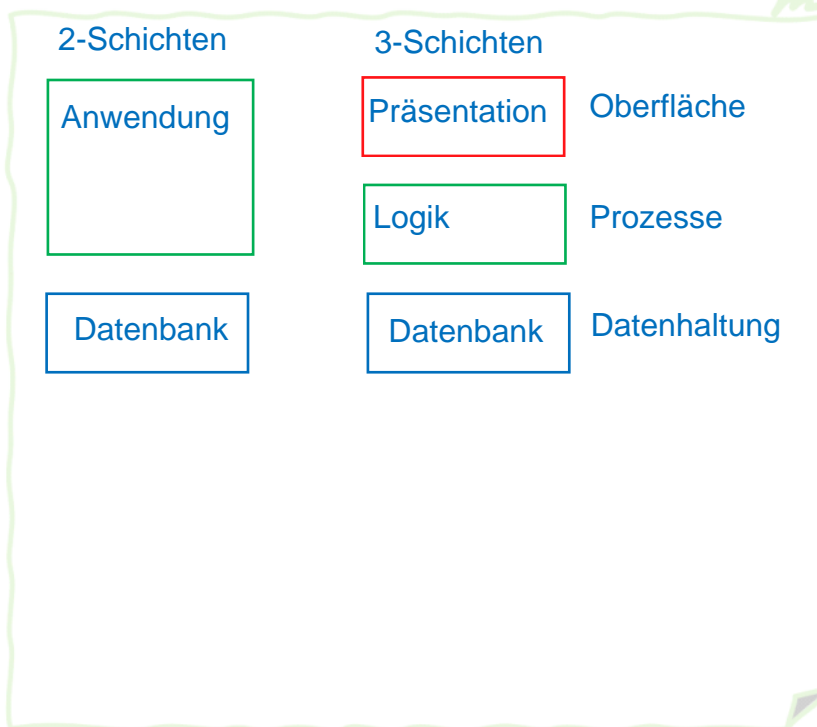 2-Schichten 3-Schichten
Anwendung Präsentation Oberfläche
Logik Prozesse
Datenbank Datenbank Datenhaltung